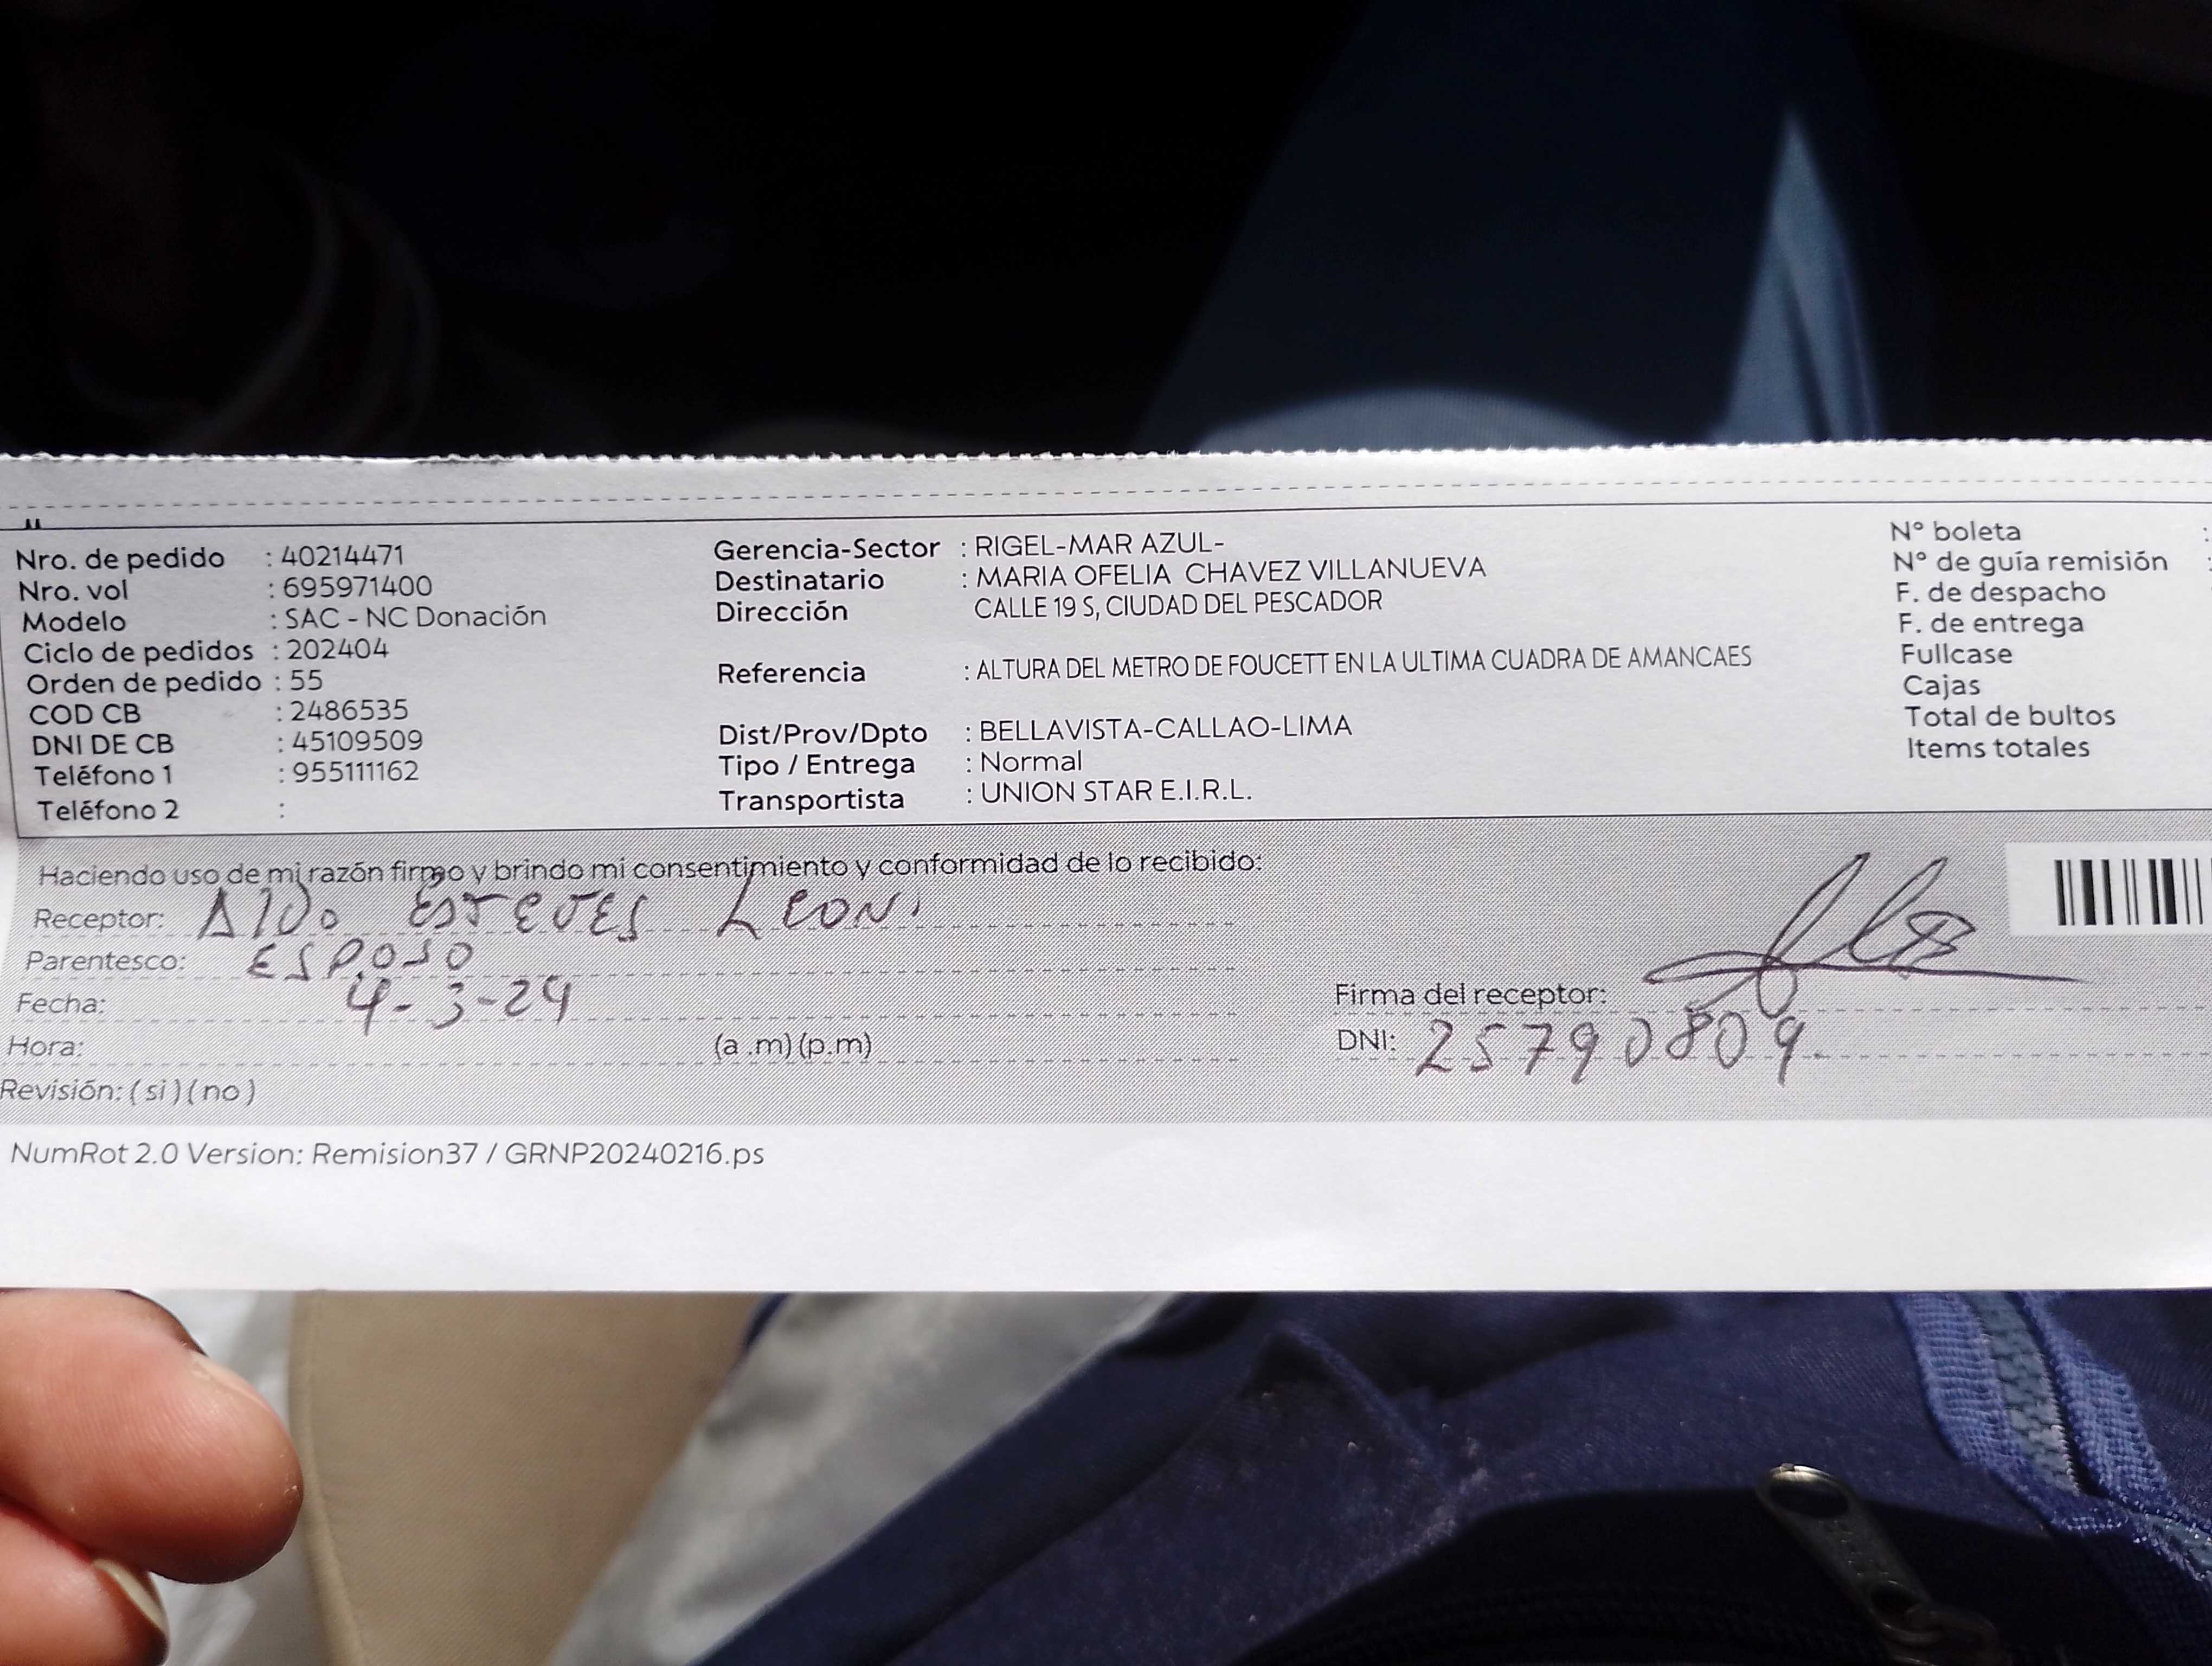 Nro. de pedido : 40214471
Nro. vol : 695971400
Modelo : SAC - NC Donación
Ciclo de pedidos : 202404
Orden de pedido : 55
COD CB : 2486535
DNI DE CB : 45109509
Teléfono 1 : 955111162
Teléfono 2 :
Gerencia-Sector : RIGEL-MAR AZUL-
Destinatario : MARIA OFELIA CHAVEZ VILLANUEVA
Dirección CALLE 19 S, CIUDAD DEL PESCADOR
Referencia : ALTURA DEL METRO DE FOUCETT EN LA ULTIMA CUADRA DE AMANCAES
Dist/Prov/Dpto : BELLAVISTA-CALLAO-LIMA
Tipo / Entrega : Normal
Transportista : UNION STAR E.I.R.L.
N° boleta :
N° de guía remisión :
F. de despacho
F. de entrega
Fullcase
Cajas
Total de bultos
Items totales
Haciendo uso de mi razón firmo y brindo mi consentimiento y conformidad de lo recibido:
Receptor: Aldo ESTEVES LEON.
Parentesco: ESPOSO
Fecha: 4-3-24
Firma del receptor:
Hora: (a .m) (p.m)
DNI: 25790809.
Revisión: ( si ) ( no )
NumRot 2.0 Version: Remision37 / GRNP20240216.ps